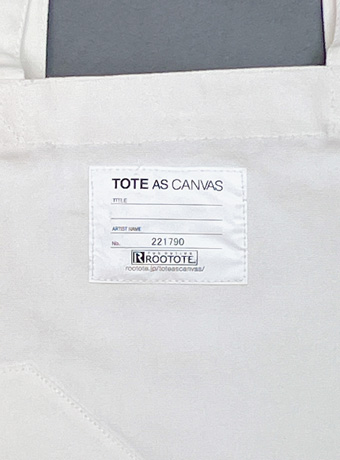 TOTE AS CANVAS
TITLE
ARTIST NAME
No. 221790
ROOTOTE
rootote.jp/toteascanvas/